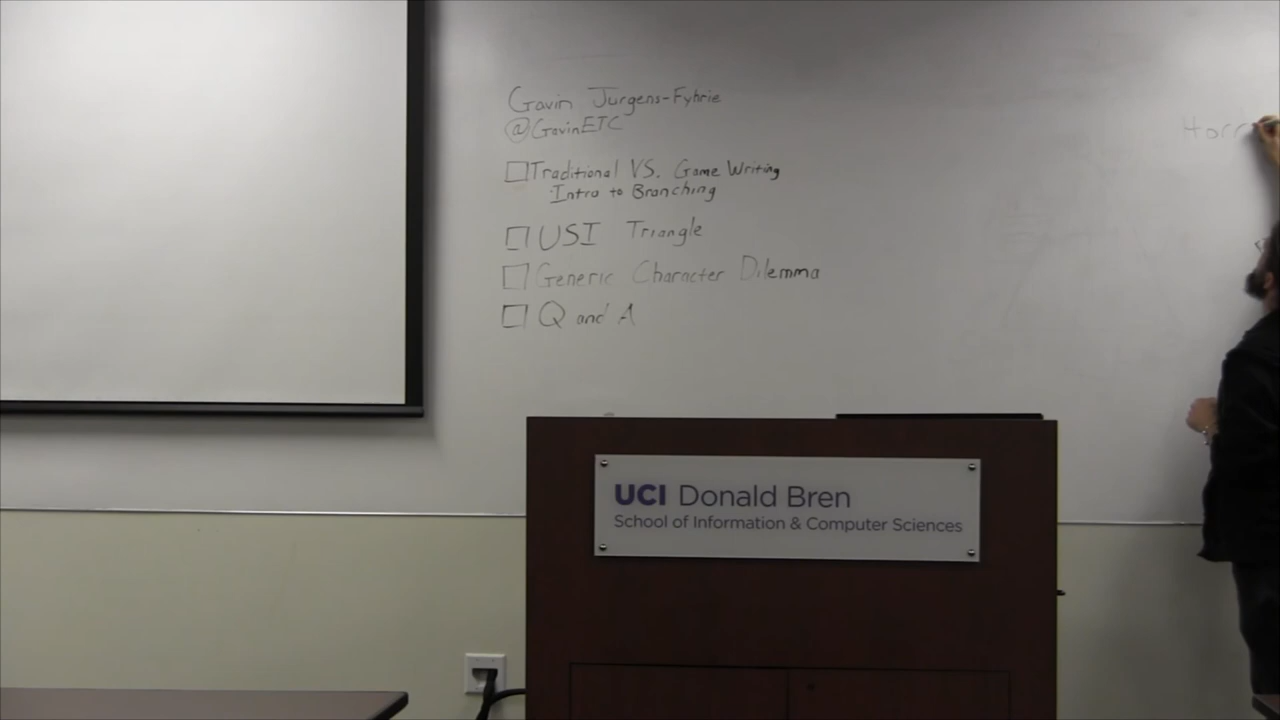 Gavin Jurgens-Fyhrie
@GavinETC
Traditional VS. Game Writing
·Intro to Branching
USI Triangle
Generic Character Dilemma
Q and A
Horr
UCI Donald Bren
School of Information & Computer Sciences